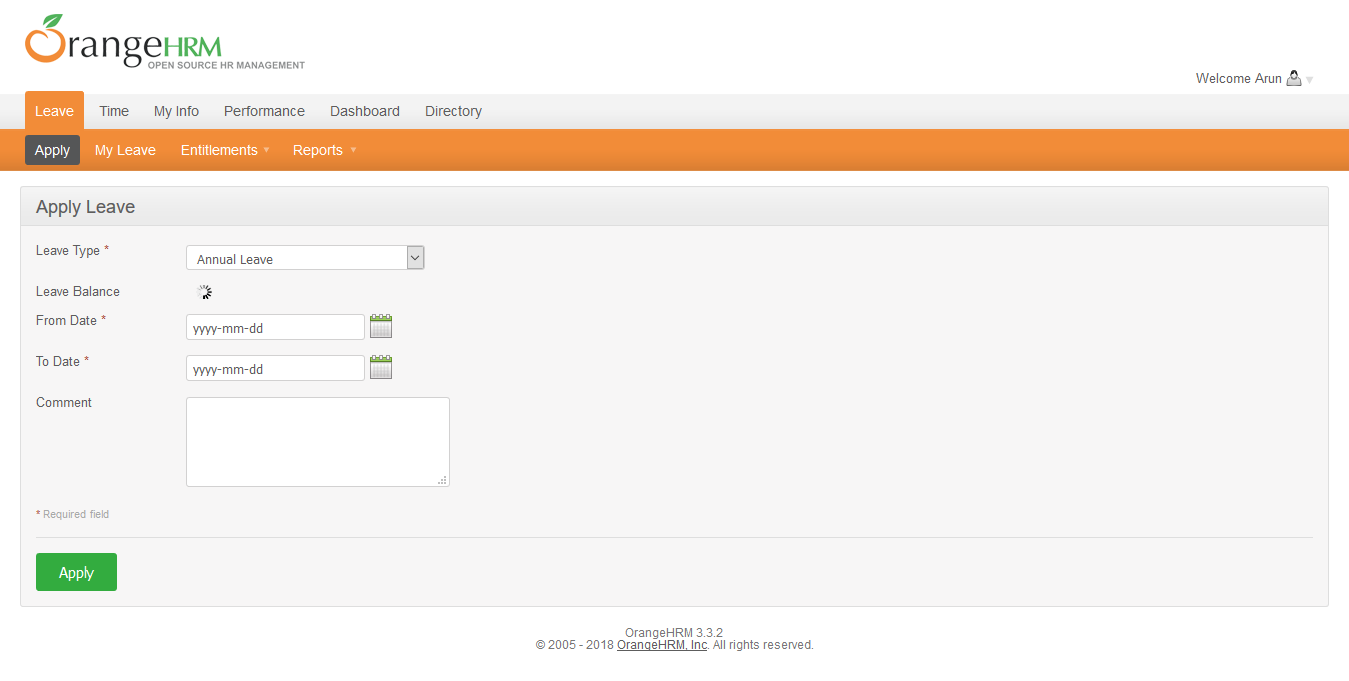 OrangeHRM
OPEN SOURCE HR MANAGEMENT
Welcome Arun
Leave Time My Info Performance Dashboard Directory
Apply My Leave Entitlements Reports
Apply Leave
Leave Type * Annual Leave
Leave Balance
From Date * yyyy-mm-dd
To Date * yyyy-mm-dd
Comment
* Required field
Apply
OrangeHRM 3.3.2
© 2005 - 2018 OrangeHRM, Inc. All rights reserved.